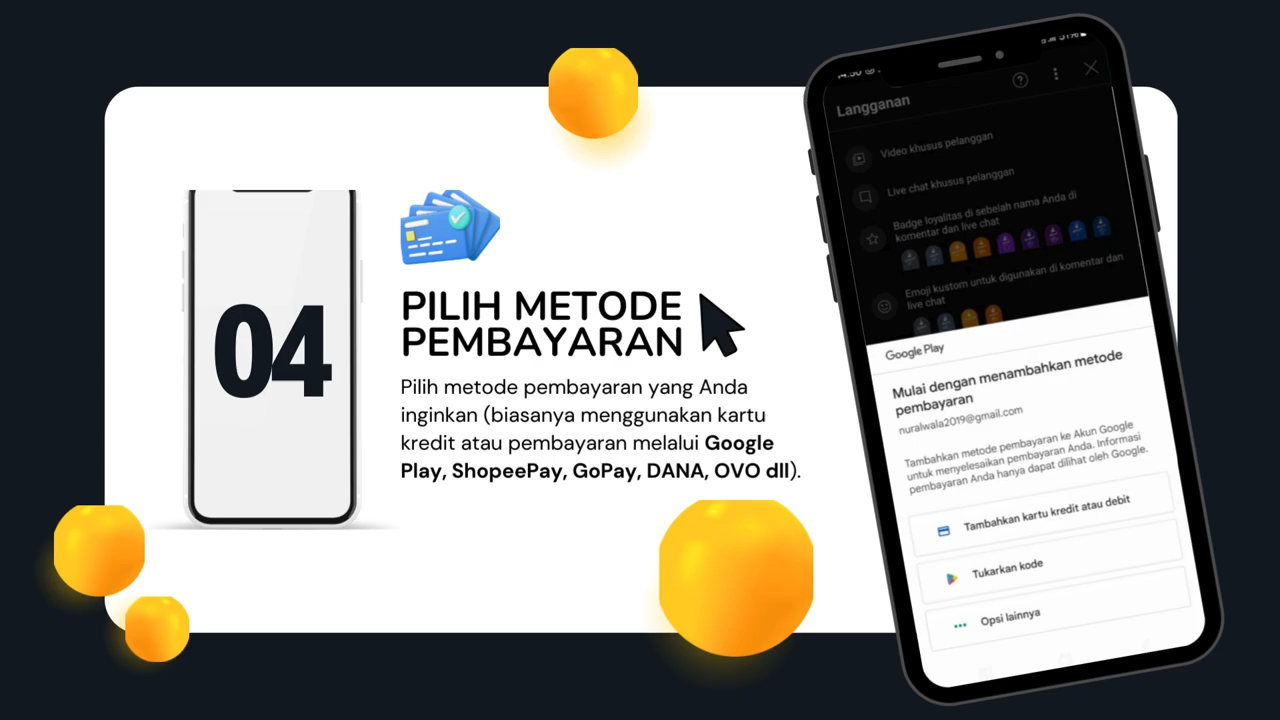 04
PILIH METODE
PEMBAYARAN
Pilih metode pembayaran yang Anda
inginkan (biasanya menggunakan kartu
kredit atau pembayaran melalui Google
Play, ShopeePay, GoPay, DANA, OVO dll).
Langganan
Video khusus pelanggan
Live chat khusus pelanggan
Badge loyalitas di sebelah nama Anda di
komentar dan live chat
Emoji kustom untuk digunakan di komentar dan
live chat
Google Play
Mulai dengan menambahkan metode
pembayaran
nuralwala2019@gmail.com
Tambahkan metode pembayaran ke Akun Google
untuk menyelesaikan pembayaran Anda. Informasi
pembayaran Anda hanya dapat dilihat oleh Google.
Tambahkan kartu kredit atau debit
Tukarkan kode
Opsi lainnya